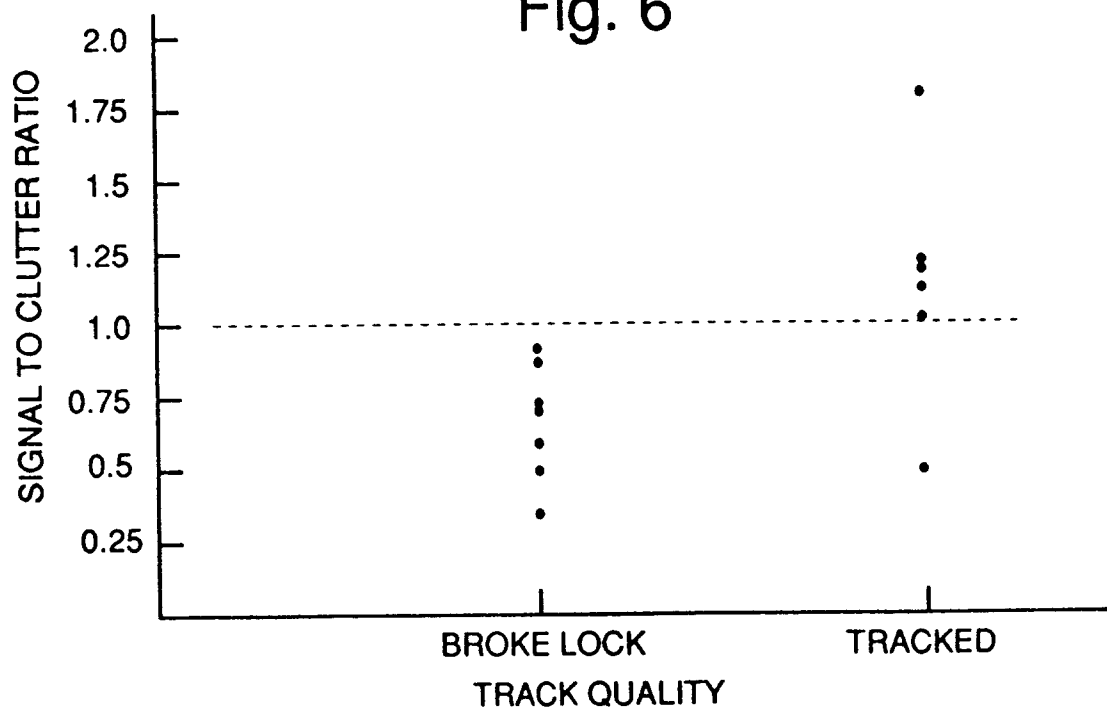 Fig. 6
SIGNAL TO CLUTTER RATIO
2.0
1.75
1.5
1.25
1.0
0.75
0.5
0.25
BROKE LOCK
TRACKED
TRACK QUALITY